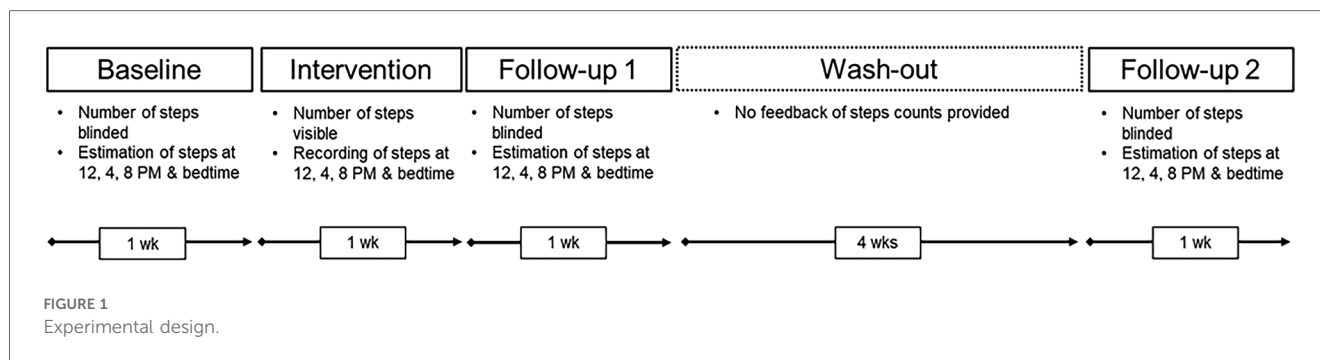 Baseline
Intervention
Follow-up 1
Wash-out
Follow-up 2
• Number of steps
blinded
• Estimation of steps at
12, 4, 8 PM & bedtime
• Number of steps
visible
• Recording of steps at
12, 4, 8 PM & bedtime
• Number of steps
blinded
• Estimation of steps at
12, 4, 8 PM & bedtime
• No feedback of steps counts provided
• Number of steps
blinded
• Estimation of steps at
12, 4, 8 PM & bedtime
1 wk
1 wk
1 wk
4 wks
1 wk
FIGURE 1
Experimental design.